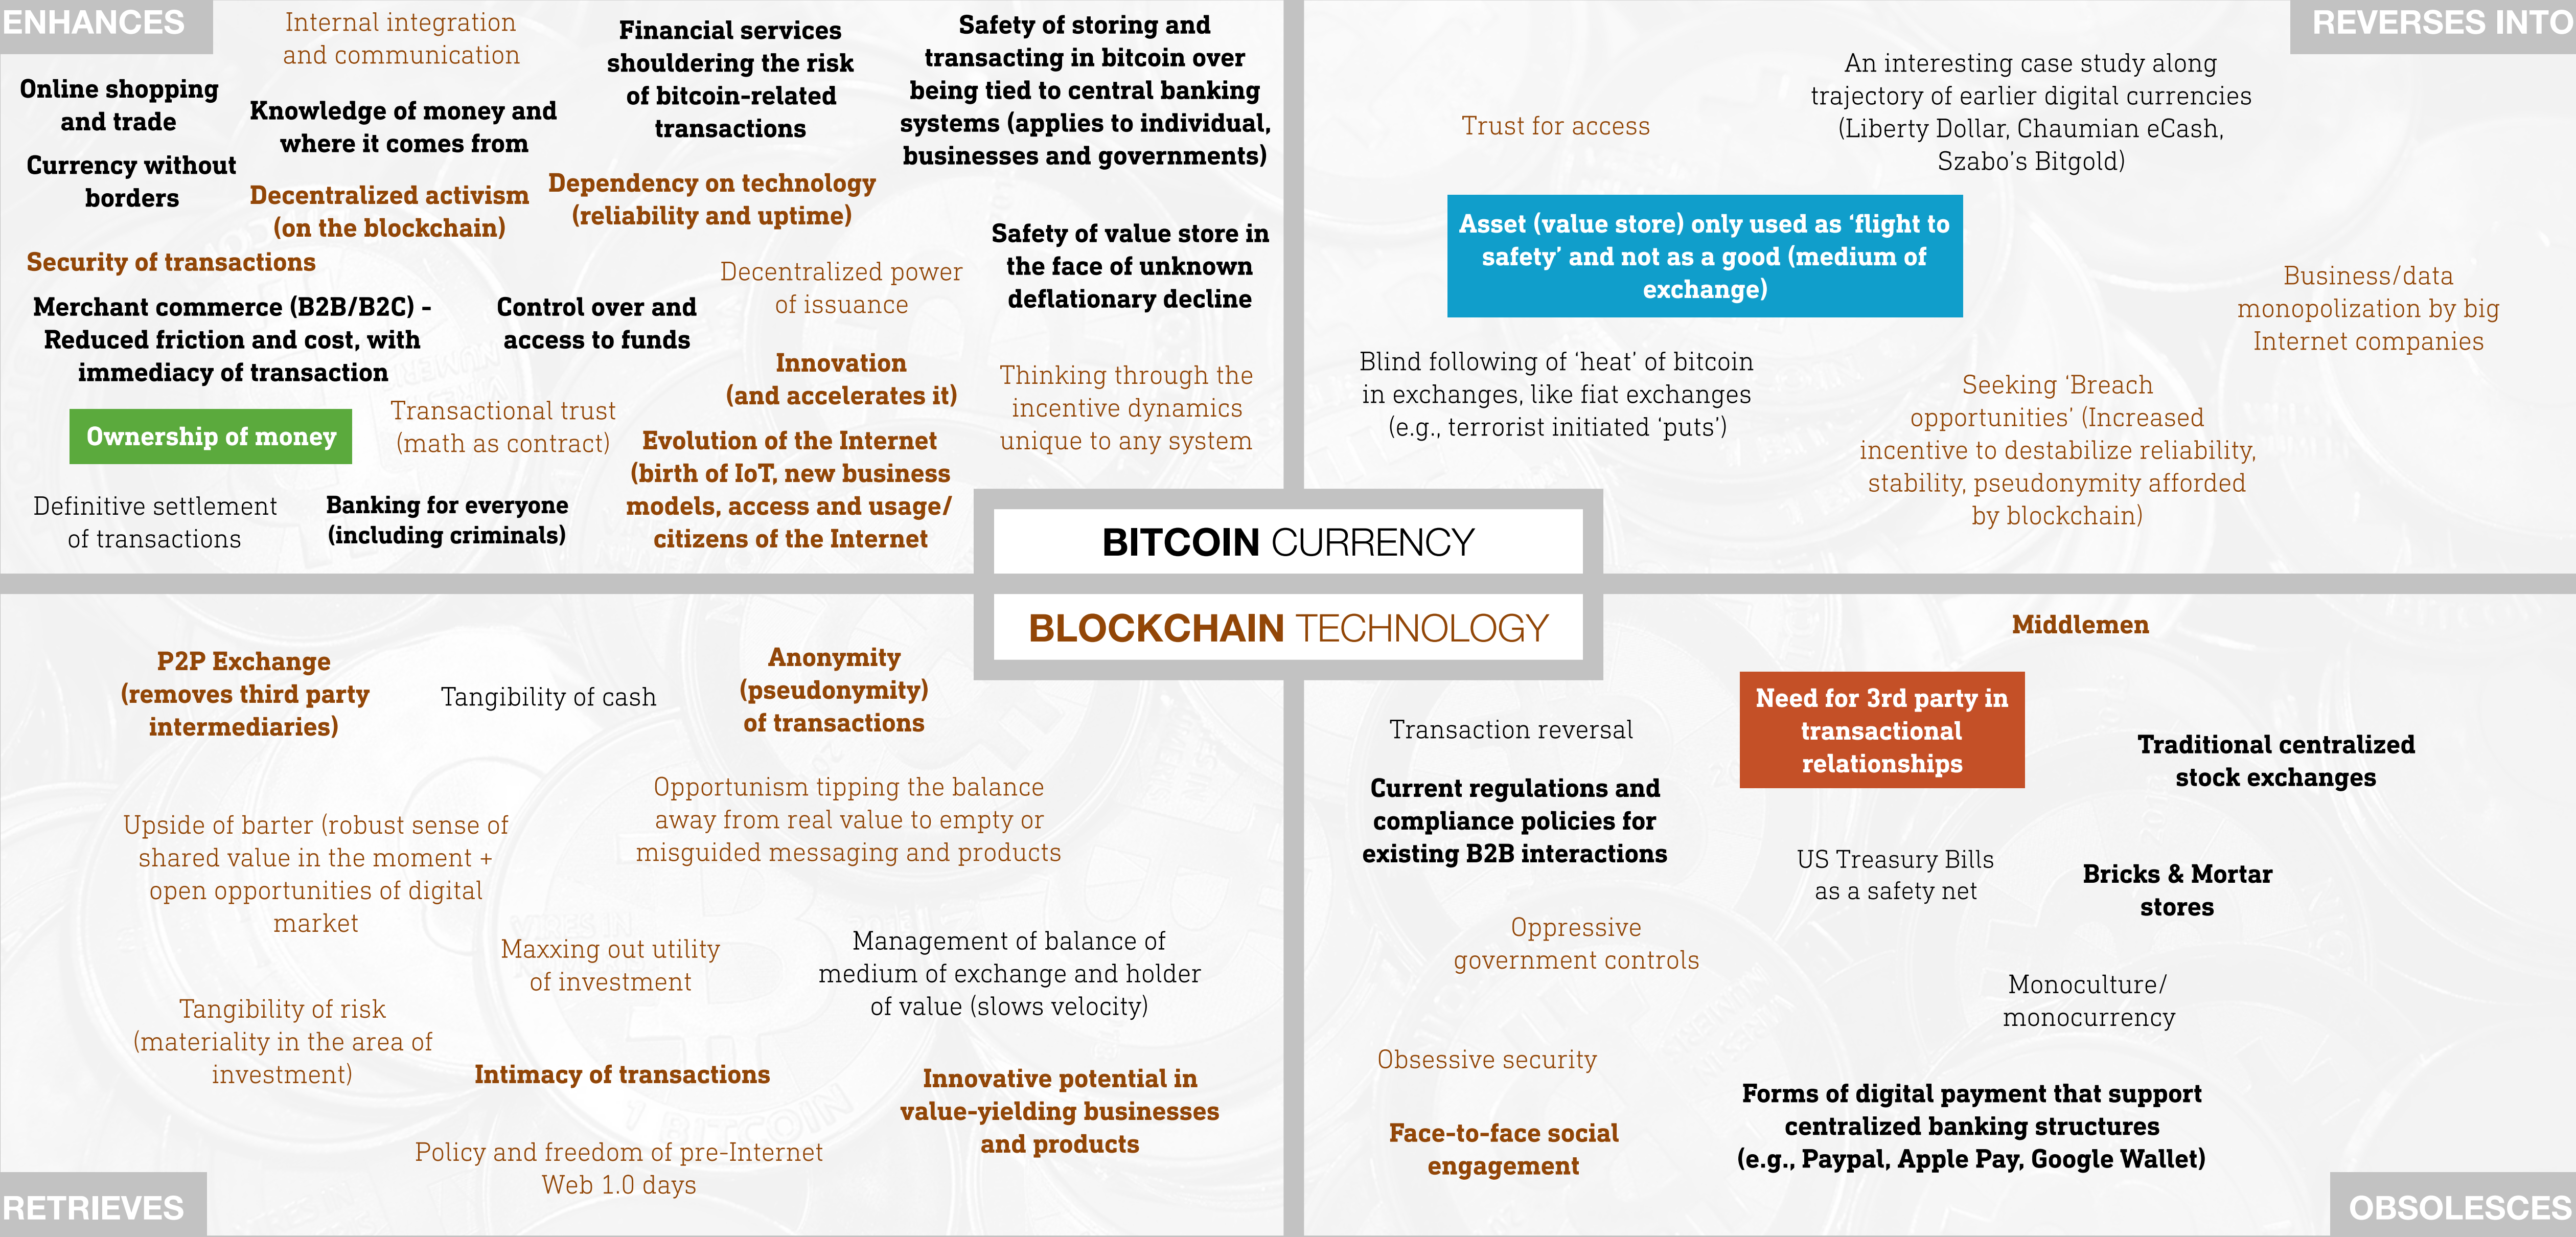 ENHANCES
Internal integration
and communication
Financial services
shouldering the risk
of bitcoin-related
transactions
Safety of storing and
transacting in bitcoin over
being tied to central banking
systems (applies to individual,
businesses and governments)
Online shopping
and trade
Knowledge of money and
where it comes from
Currency without
borders
Decentralized activism
(on the blockchain)
Dependency on technology
(reliability and uptime)
Security of transactions
Safety of value store in
the face of unknown
deflationary decline
Merchant commerce (B2B/B2C) -
Reduced friction and cost, with
immediacy of transaction
Control over and
access to funds
Decentralized power
of issuance
Innovation
(and accelerates it)
Thinking through the
incentive dynamics
unique to any system
Ownership of money
Transactional trust
(math as contract)
Evolution of the Internet
(birth of IoT, new business
models, access and usage/
citizens of the Internet
Definitive settlement
of transactions
Banking for everyone
(including criminals)
REVERSES INTO
Trust for access
An interesting case study along
trajectory of earlier digital currencies
(Liberty Dollar, Chaumian eCash,
Szabo's Bitgold)
Asset (value store) only used as ‘flight to
safety’ and not as a good (medium of
exchange)
Business/data
monopolization by big
Internet companies
Blind following of ‘heat’ of bitcoin
in exchanges, like fiat exchanges
(e.g., terrorist initiated ‘puts’)
Seeking ‘Breach
opportunities’ (Increased
incentive to destabilize reliability,
stability, pseudonymity afforded
by blockchain)
BITCOIN CURRENCY
BLOCKCHAIN TECHNOLOGY
P2P Exchange
(removes third party
intermediaries)
Tangibility of cash
Anonymity
(pseudonymity)
of transactions
Upside of barter (robust sense of
shared value in the moment +
open opportunities of digital
market
Opportunism tipping the balance
away from real value to empty or
misguided messaging and products
Maxxing out utility
of investment
Management of balance of
medium of exchange and holder
of value (slows velocity)
Tangibility of risk
(materiality in the area of
investment)
Intimacy of transactions
Innovative potential in
value-yielding businesses
and products
Policy and freedom of pre-Internet
Web 1.0 days
1 BITCOIN
RETRIEVES
Middlemen
Need for 3rd party in
transactional
relationships
Transaction reversal
Traditional centralized
stock exchanges
Current regulations and
compliance policies for
existing B2B interactions
US Treasury Bills
as a safety net
Bricks & Mortar
stores
Oppressive
government controls
Monoculture/
monocurrency
Obsessive security
Forms of digital payment that support
centralized banking structures
(e.g., Paypal, Apple Pay, Google Wallet)
Face-to-face social
engagement
OBSOLESCES